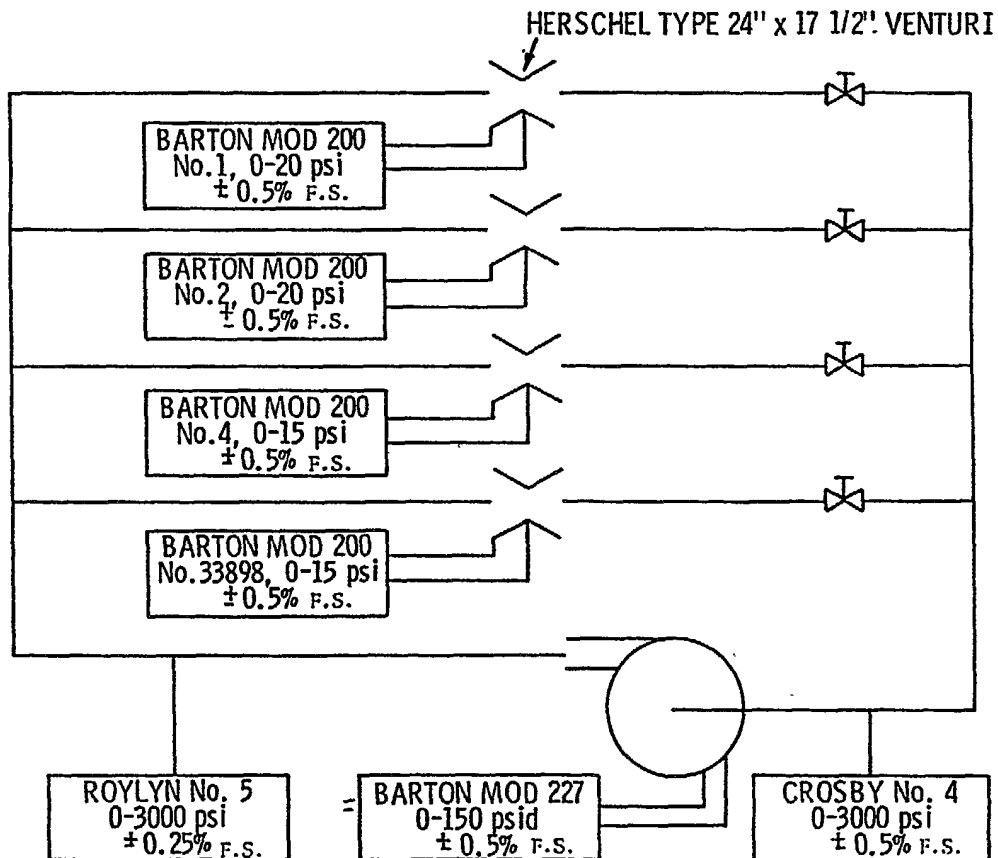 HERSCHEL TYPE 24" x 17 1/2". VENTURI
BARTON MOD 200
No.1, 0-20 psi
± 0.5% F.S.
BARTON MOD 200
No.2, 0-20 psi
± 0.5% F.S.
BARTON MOD 200
No.4, 0-15 psi
± 0.5% F.S.
BARTON MOD 200
No.33898, 0-15 psi
± 0.5% F.S.
ROYLYN No. 5
0-3000 psi
± 0.25% F.S.
= BARTON MOD 227
0-150 psid
± 0.5% F.S.
CROSBY No. 4
0-3000 psi
± 0.5% F.S.